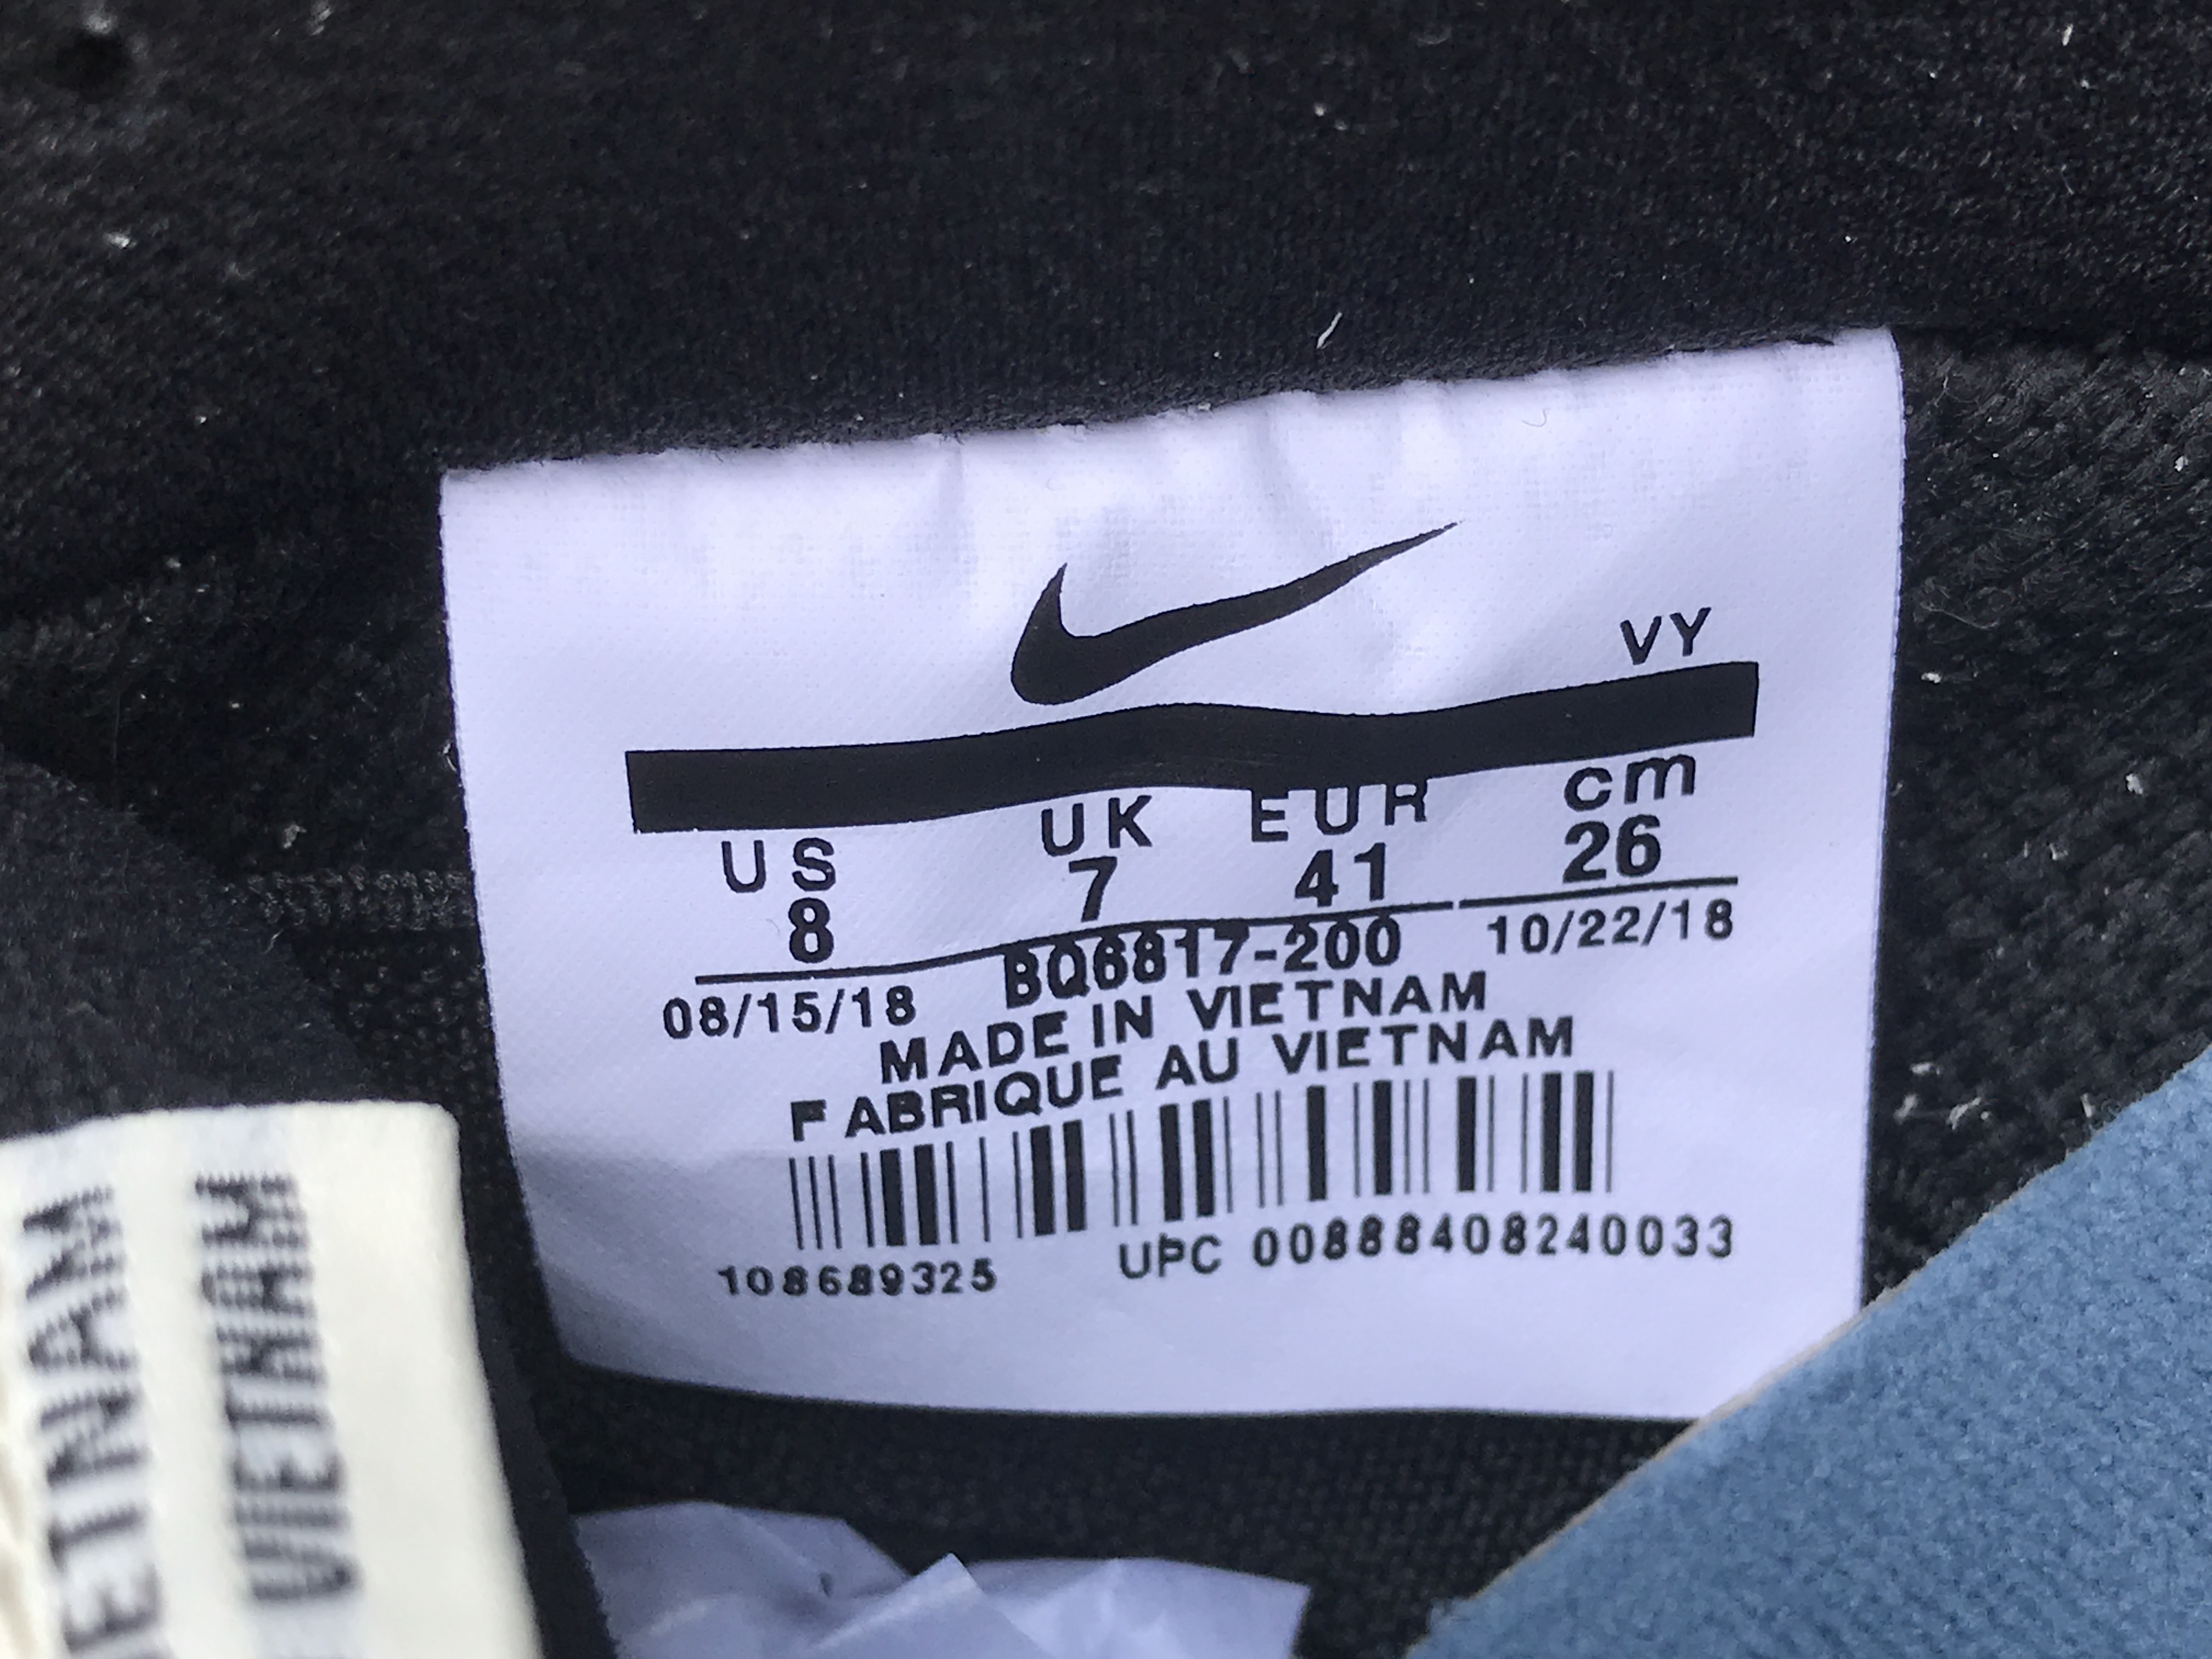 VY
US UK EUR cm
8 7 41 26
08/15/18 BQ6817-200 10/22/18
MADE IN VIETNAM
FABRIQUE AU VIETNAM
108689325 UPC 00888408240033
VIETNAM